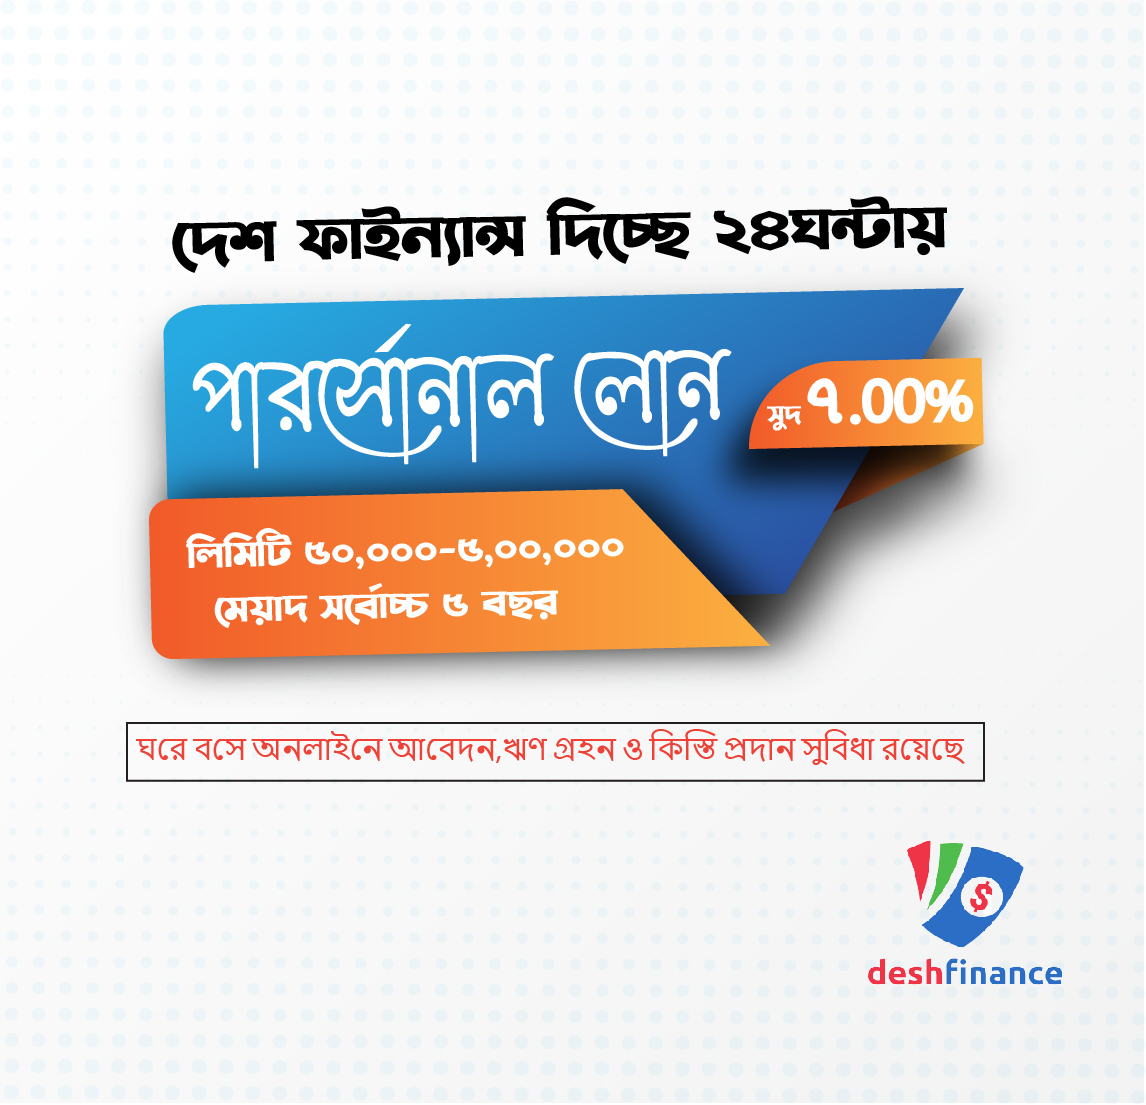 দেশ ফাইন্যান্স দিচ্ছে ২৪ঘন্টায়
পারর্সোনাল লোন
সুদ ৭.00%
লিমিটি ৫০,০০০-৫,০০,০০০
মেয়াদ সর্বোচ্চ ৫ বছর
ঘরে বসে অনলাইনে আবেদন,ঋণ গ্রহন ও কিস্তি প্রদান সুবিধা রয়েছে
$
deshfinance